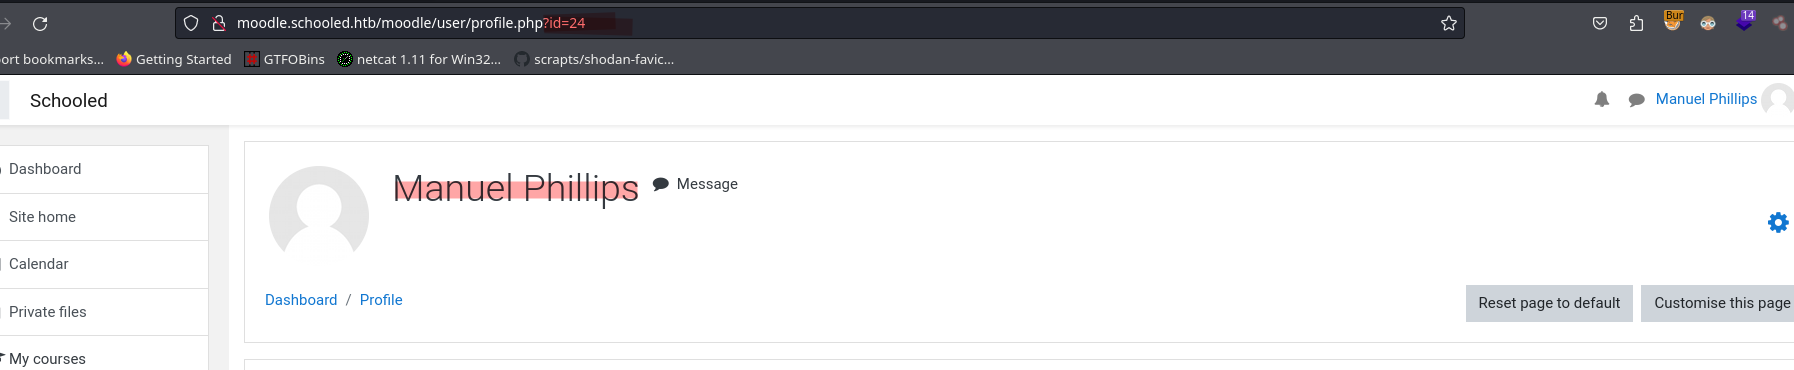 moodle.schooled.htb/moodle/user/profile.php?id=24
Bur
14
ort bookmarks... Getting Started GTFOBins netcat 1.11 for Win32... scrapts/shodan-favic...
Schooled
Manuel Phillips
Dashboard
Site home
Calendar
Private files
My courses
Manuel Phillips Message
Dashboard / Profile
Reset page to default
Customise this page